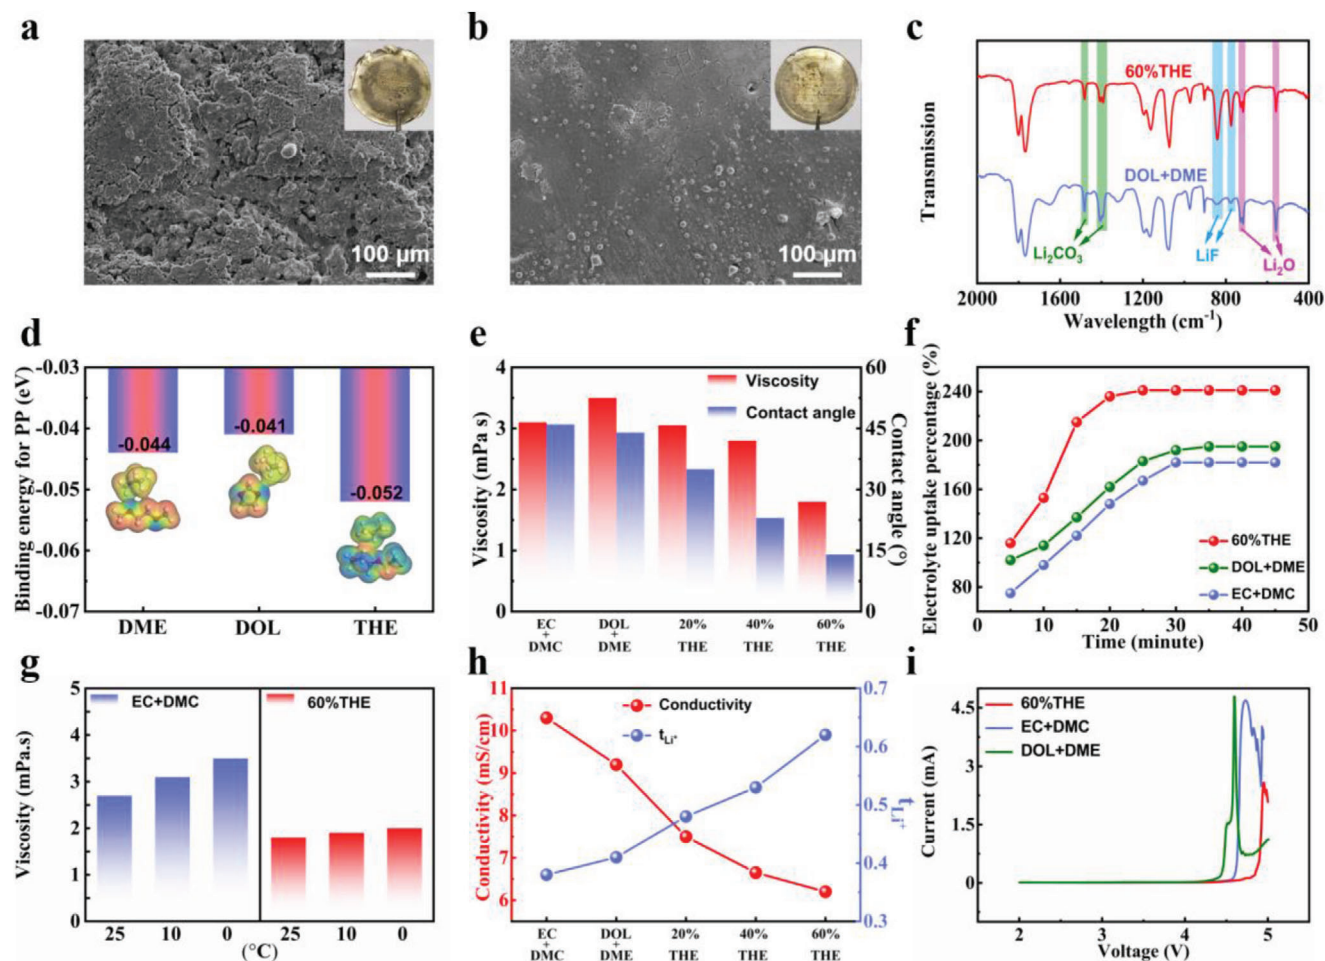 a
100 μm
b
100 μm
c
Transmission
60%THE
DOL+DME
Li₂CO₃
LiF
Li₂O
2000 1600 1200 800 400
Wavelength (cm⁻¹)
d
Binding energy for PP (eV)
-0.03
-0.04
-0.05
-0.06
-0.07
-0.044
-0.041
-0.052
DME DOL THE
e
Viscosity (mPa s)
4
3
2
1
0
Viscosity
Contact angle
60
45
30
15
0
Contact angle (°)
EC + DMC
DOL + DME
20% THE
40% THE
60% THE
f
Electrolyte uptake percentage (%)
240
200
160
120
80
60%THE
DOL+DME
EC+DMC
0 10 20 30 40 50
Time (minute)
g
Viscosity (mPa.s)
5
4
3
2
1
0
EC+DMC
60%THE
25 10 0 25 10 0
(°C)
h
Conductivity (mS/cm)
11
10
9
8
7
6
Conductivity
tLi⁺
0.7
0.6
0.5
0.4
0.3
tLi⁺
EC + DMC
DOL + DME
20% THE
40% THE
60% THE
i
Current (mA)
4.5
3.0
1.5
0
60%THE
EC+DMC
DOL+DME
2 3 4 5
Voltage (V)